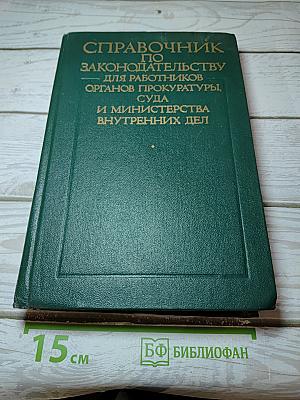 СПРАВОЧНИК
ПО
ЗАКОНОДАТЕЛЬСТВУ
ДЛЯ РАБОТНИКОВ
ОРГАНОВ ПРОКУРАТУРЫ,
СУДА
И МИНИСТЕРСТВА
ВНУТРЕННИХ ДЕЛ
15 см
БФ БИБЛИОФАН